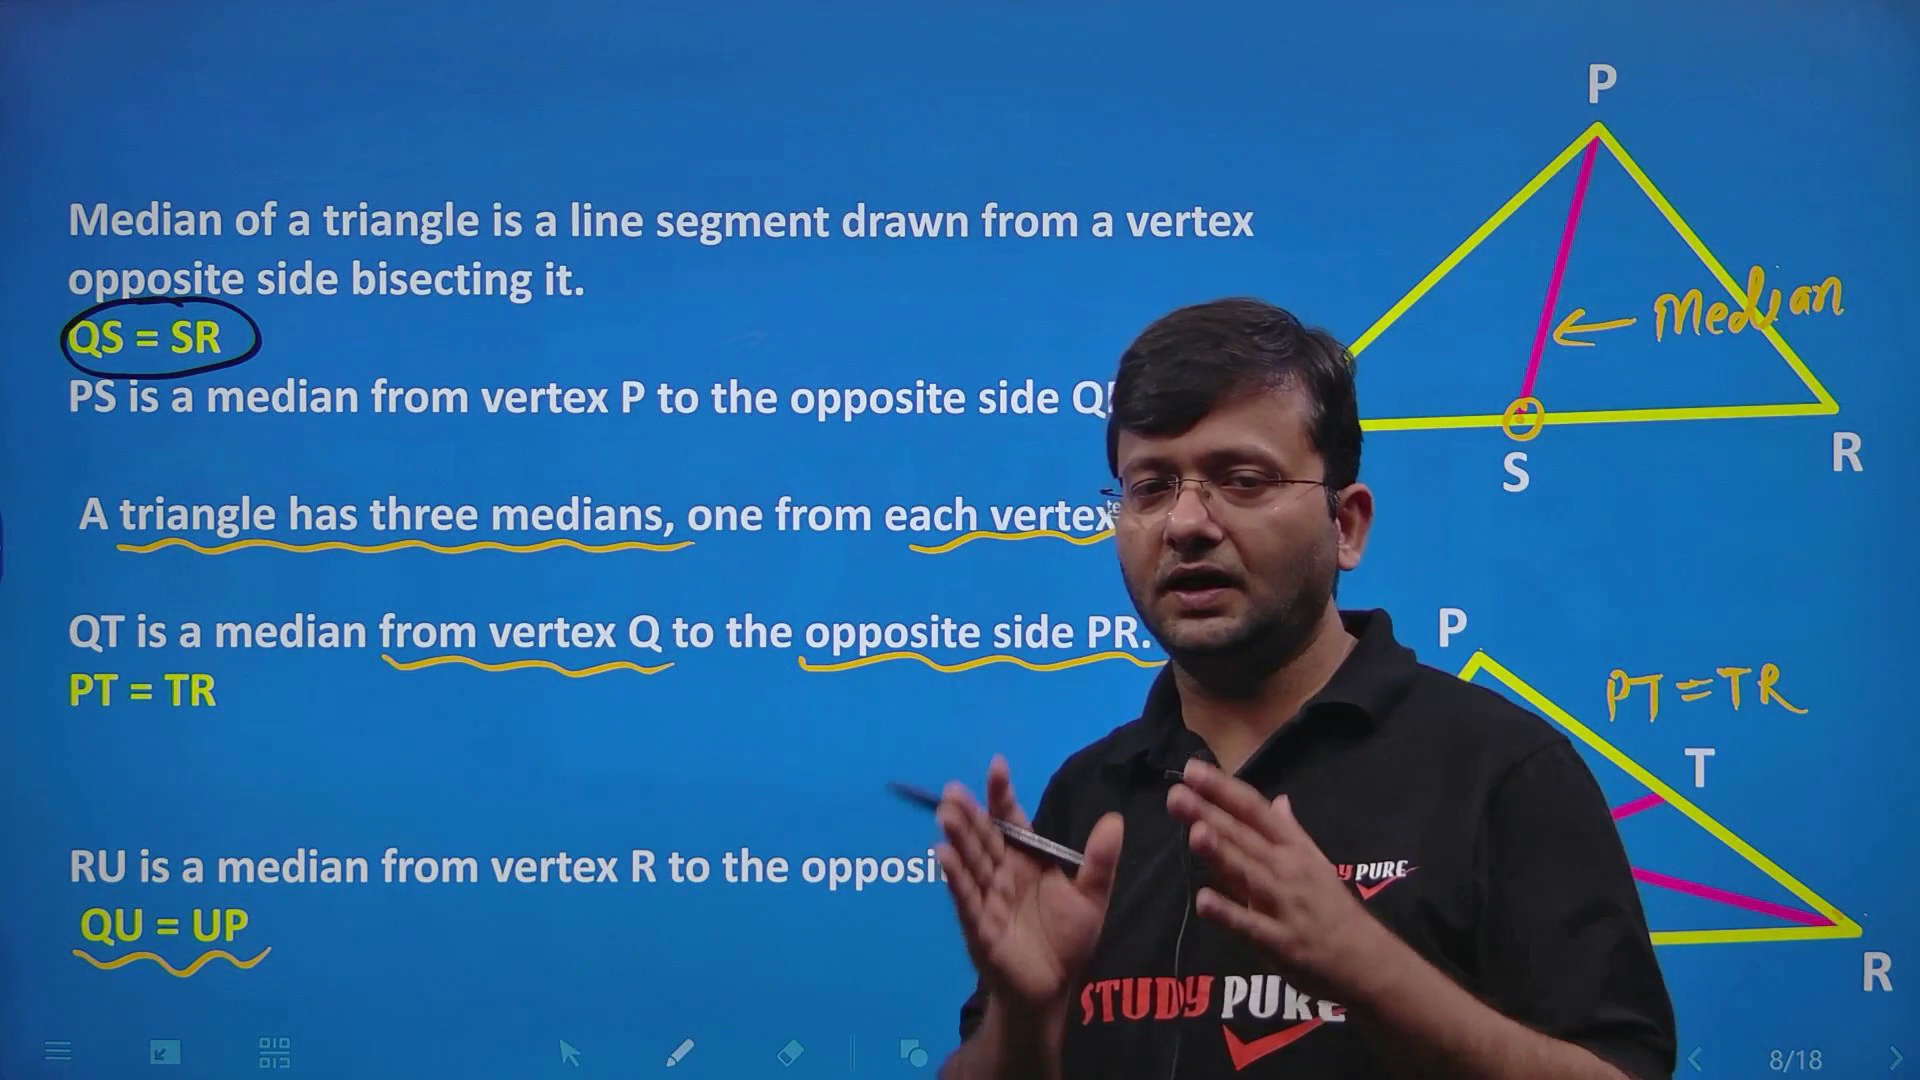 P
Median of a triangle is a line segment drawn from a vertex
opposite side bisecting it.
QS = SR
Median
PS is a median from vertex P to the opposite side
S
R
A triangle has three medians, one from each vertex
QT is a median from vertex Q to the opposite side PR.
PT = TR
P
PT = TR
T
RU is a median from vertex R to the
QU = UP
R
PURE
STUDY PURE
8/18